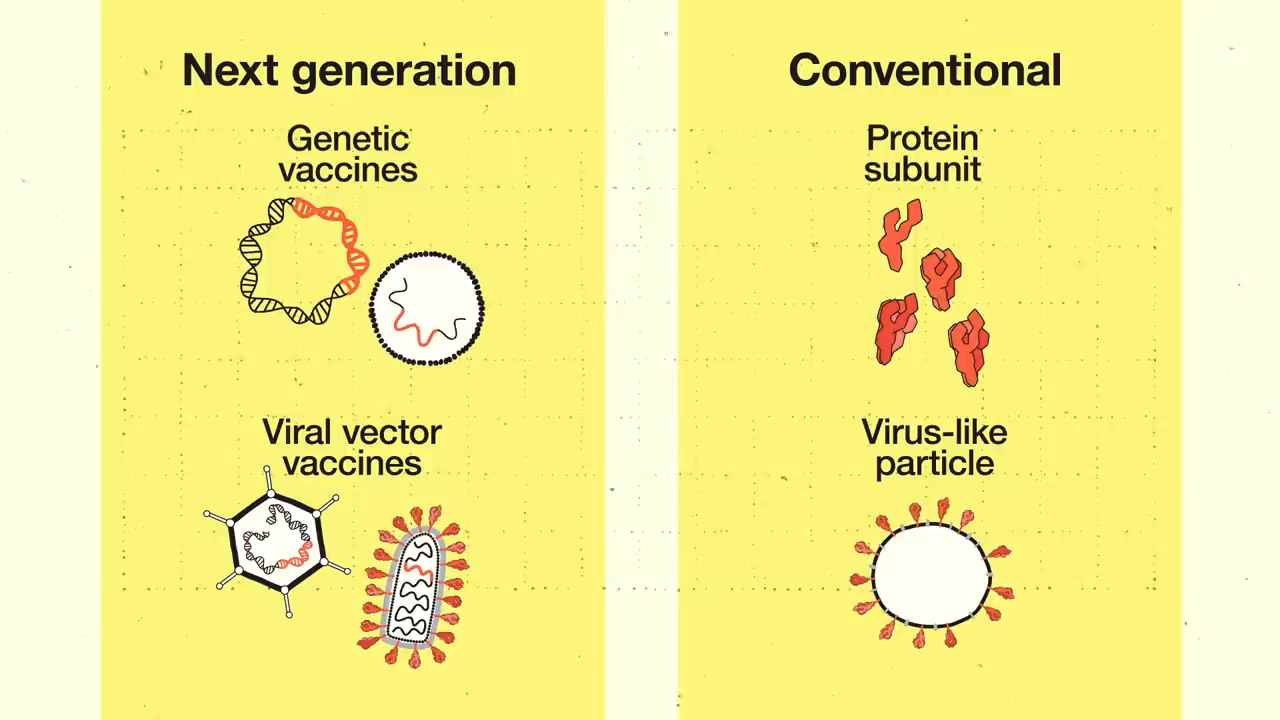 Next generation
Genetic
vaccines
Viral vector
vaccines
Conventional
Protein
subunit
Virus-like
particle